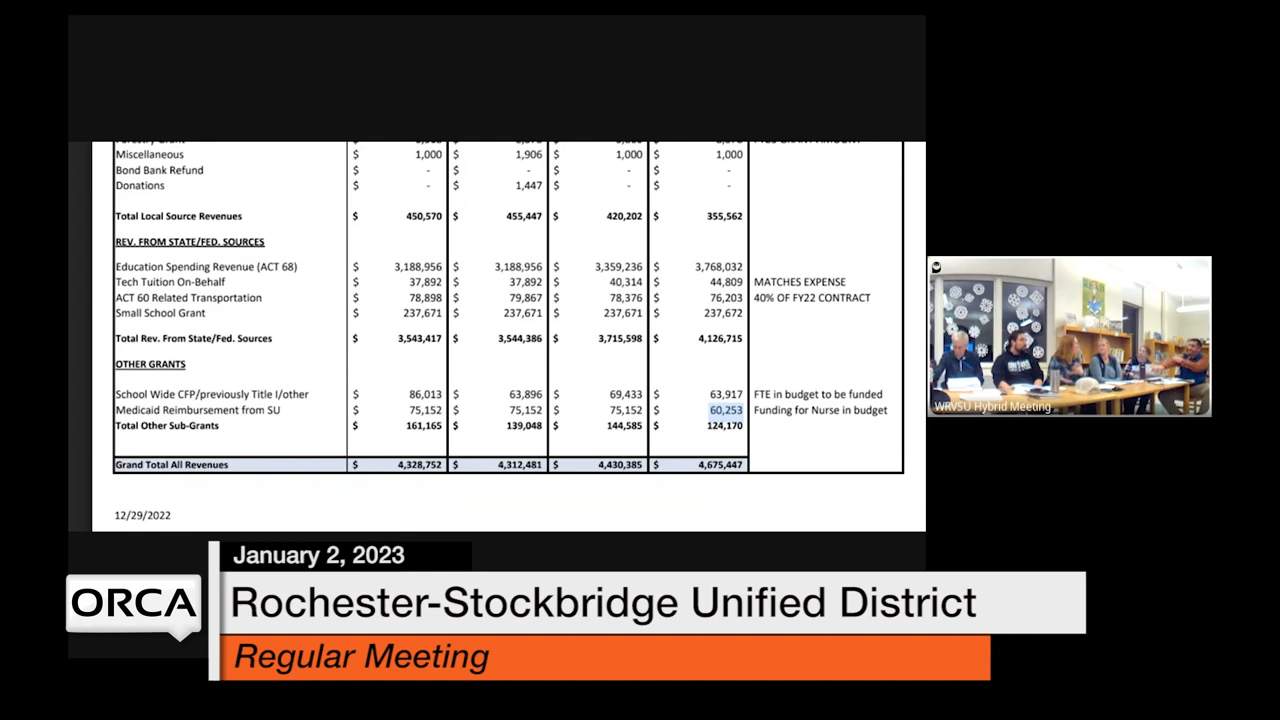 Miscellaneous $ 1,000 $ 1,906 $ 1,000 $ 1,000
Bond Bank Refund $ - $ - $ - $ -
Donations $ - $ 1,447 $ - $ -
Total Local Source Revenues $ 450,570 $ 455,447 $ 420,202 $ 355,562
REV. FROM STATE/FED. SOURCES
Education Spending Revenue (ACT 68) $ 3,188,956 $ 3,188,956 $ 3,359,236 $ 3,768,032
Tech Tuition On-Behalf $ 37,892 $ 37,892 $ 40,314 $ 44,809 MATCHES EXPENSE
ACT 60 Related Transportation $ 78,898 $ 79,867 $ 78,376 $ 76,203 40% OF FY22 CONTRACT
Small School Grant $ 237,671 $ 237,671 $ 237,671 $ 237,672
Total Rev. From State/Fed. Sources $ 3,543,417 $ 3,544,386 $ 3,715,598 $ 4,126,715
OTHER GRANTS
School Wide CFP/previously Title I/other $ 86,013 $ 63,896 $ 69,433 $ 63,917 FTE in budget to be funded
Medicaid Reimbursement from SU $ 75,152 $ 75,152 $ 75,152 $ 60,253 Funding for Nurse in budget
Total Other Sub-Grants $ 161,165 $ 139,048 $ 144,585 $ 124,170
Grand Total All Revenues $ 4,328,752 $ 4,312,481 $ 4,430,385 $ 4,675,447
12/29/2022
WRVSU Hybrid Meeting
January 2, 2023
ORCA
Rochester-Stockbridge Unified District
Regular Meeting